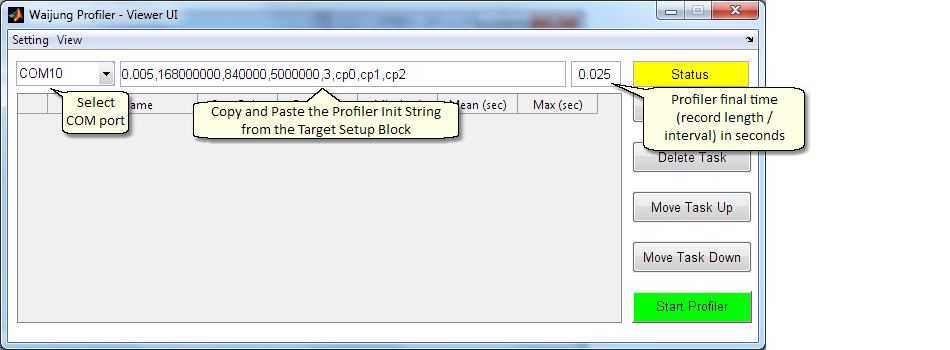 Waijung Profiler - Viewer UI
Setting View
COM10 0.005,168000000,840000,5000000,3,cp0,cp1,cp2 0.025 Status
Mean (sec) Max (sec)
Select
COM port
Copy and Paste the Profiler Init String
from the Target Setup Block
Profiler final time
(record length /
interval) in seconds
Delete Task
Move Task Up
Move Task Down
Start Profiler